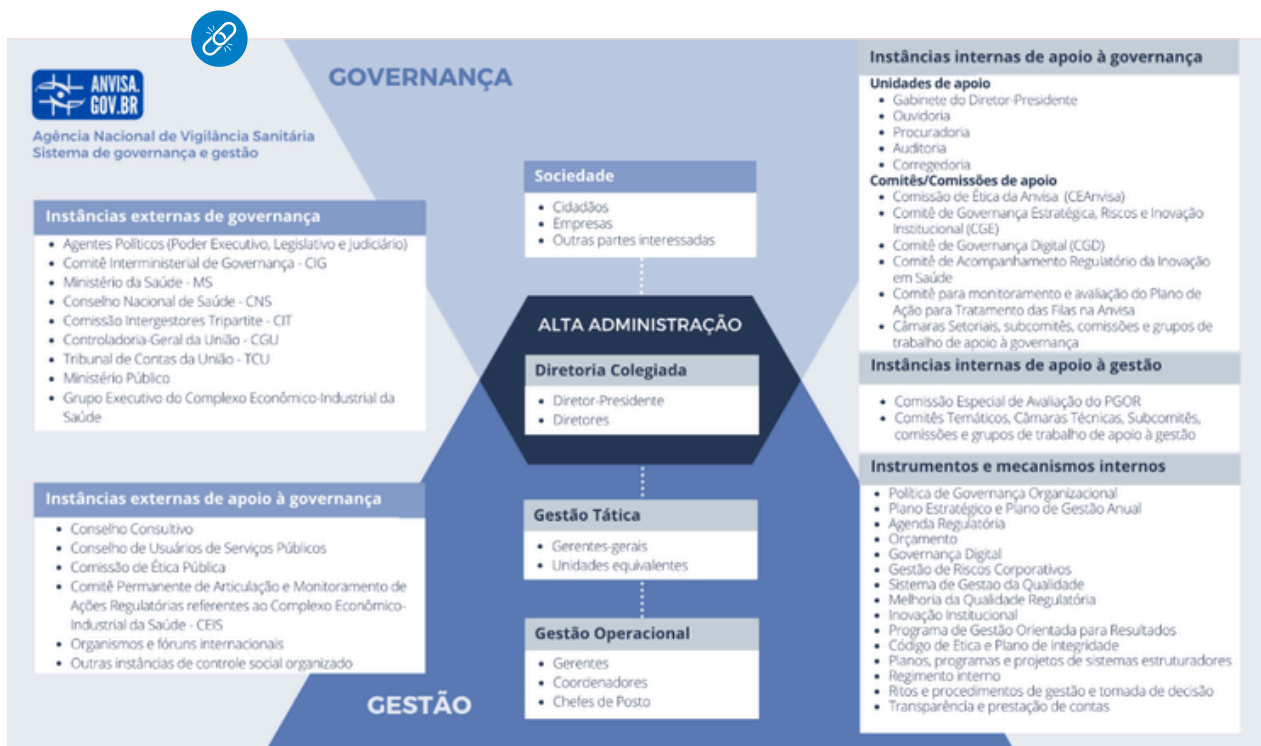 GOVERNANÇA
ANVISA.
GOV.BR
Agência Nacional de Vigilância Sanitária
Sistema de governança e gestão
Instâncias externas de governança
• Agentes Políticos (Poder Executivo, Legislativo e Judiciário)
• Comitê Interministerial de Governança - CIG
• Ministério da Saúde - MS
• Conselho Nacional de Saúde - CNS
• Comissão Intergestores Tripartite - CIT
• Controladoria-Geral da União - CGU
• Tribunal de Contas da União - TCU
• Ministério Público
• Grupo Executivo do Complexo Econômico-Industrial da
Saúde
Instâncias externas de apoio à governança
• Conselho Consultivo
• Conselho de Usuários de Serviços Públicos
• Comissão de Ética Pública
• Comitê Permanente de Articulação e Monitoramento de
Ações Regulatórias referentes ao Complexo Econômico-
Industrial da Saúde - CEIS
• Organismos e fóruns internacionais
• Outras instâncias de controle social organizado
Sociedade
• Cidadãos
• Empresas
• Outras partes interessadas
ALTA ADMINISTRAÇÃO
Diretoria Colegiada
• Diretor-Presidente
• Diretores
Gestão Tática
• Gerentes-gerais
• Unidades equivalentes
Gestão Operacional
• Gerentes
• Coordenadores
• Chefes de Posto
GESTÃO
Instâncias internas de apoio à governança
Unidades de apoio
• Gabinete do Diretor-Presidente
• Ouvidoria
• Procuradoria
• Auditoria
• Corregedoria
Comitês/Comissões de apoio
• Comissão de Ética da Anvisa (CEAnvisa)
• Comitê de Governança Estratégica, Riscos e Inovação
Institucional (CGE)
• Comitê de Governança Digital (CGD)
• Comitê de Acompanhamento Regulatório da Inovação
em Saúde
• Comitê para monitoramento e avaliação do Plano de
Ação para Tratamento das Filas na Anvisa
• Câmaras Setoriais, subcomitês, comissões e grupos de
trabalho de apoio à governança
Instâncias internas de apoio à gestão
• Comissão Especial de Avaliação do PGOR
• Comitês Temáticos, Câmaras Técnicas, Subcomitês,
comissões e grupos de trabalho de apoio à gestão
Instrumentos e mecanismos internos
• Política de Governança Organizacional
• Plano Estratégico e Plano de Gestão Anual
• Agenda Regulatória
• Orçamento
• Governança Digital
• Gestão de Riscos Corporativos
• Sistema de Gestao da Qualidade
• Melhoria da Qualidade Regulatória
• Inovação Institucional
• Programa de Gestão Orientada para Resultados
• Código de Etica e Plano de Integridade
• Planos, programas e projetos de sistemas estruturadores
• Regimento interno
• Ritos e procedimentos de gestão e tomada de decisão
• Transparência e prestação de contas